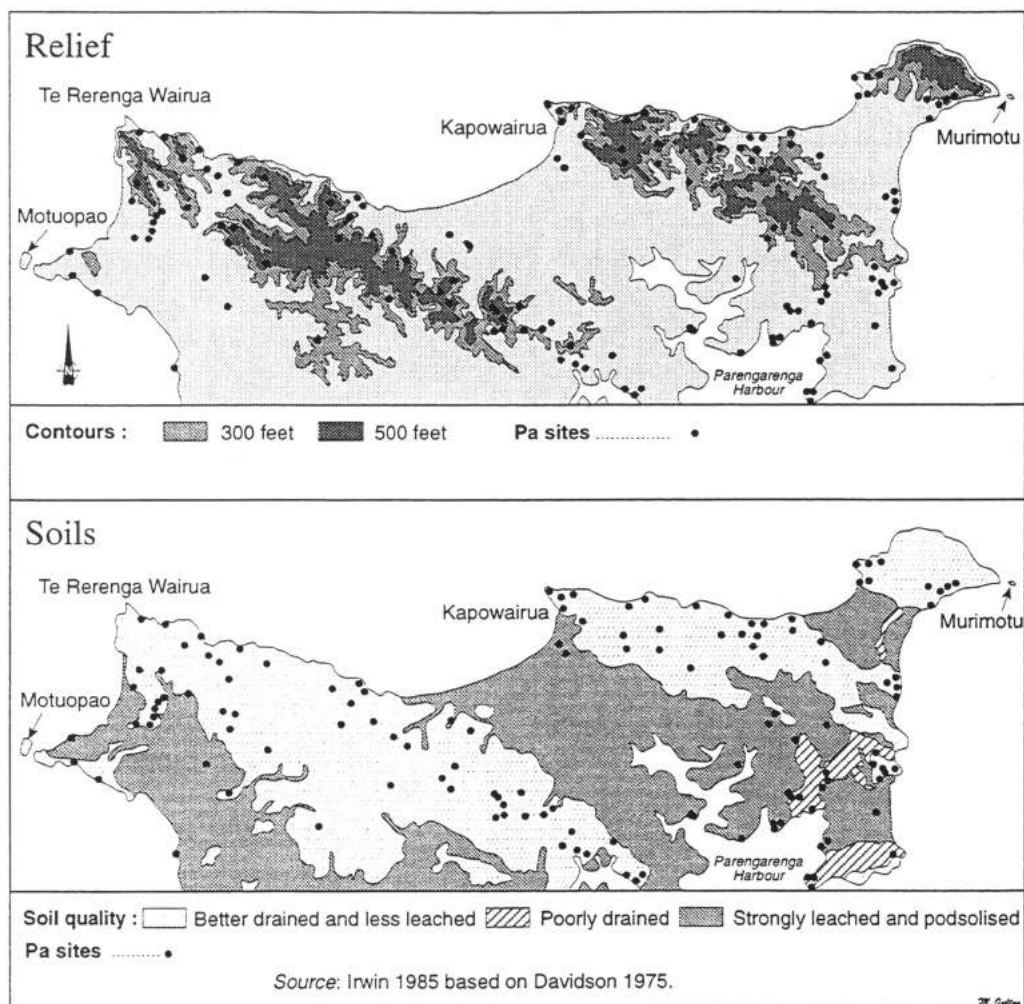 Relief
Te Rerenga Wairua
Kapowairua
Murimotu
Motuopao
N
Parengarenga
Harbour
Contours : 300 feet 500 feet Pa sites ............ •
Soils
Te Rerenga Wairua
Kapowairua
Murimotu
Motuopao
Parengarenga
Harbour
Soil quality : Better drained and less leached Poorly drained Strongly leached and podsolised
Pa sites ............ •
Source: Irwin 1985 based on Davidson 1975.